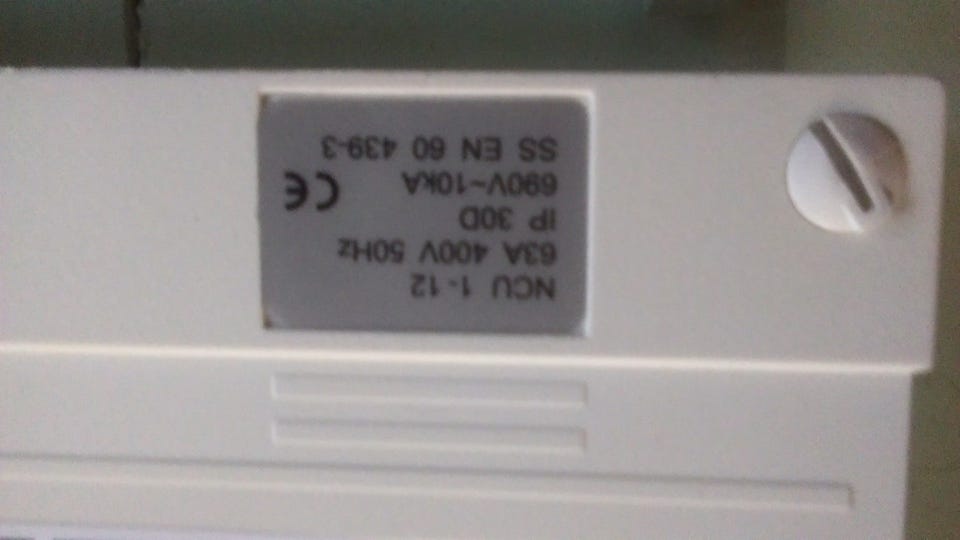 NCU 1-12
63A 400V 50Hz
IP 30D
690V~10kA CE
SS EN 60 439-3